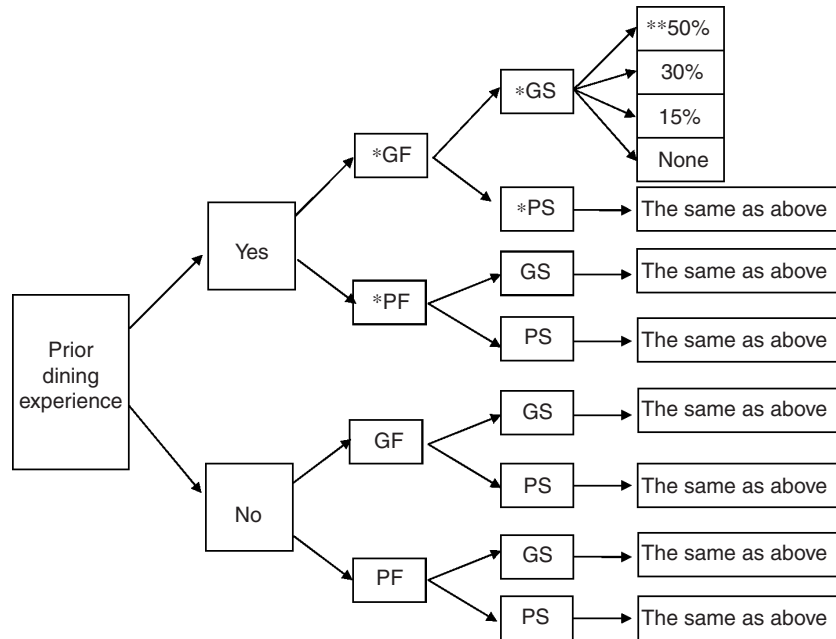 **50%
30%
*GS
15%
*GF
None
*PS
The same as above
Yes
GS
The same as above
*PF
PS
The same as above
Prior
dining
experience
GS
The same as above
GF
PS
The same as above
No
GS
The same as above
PF
PS
The same as above